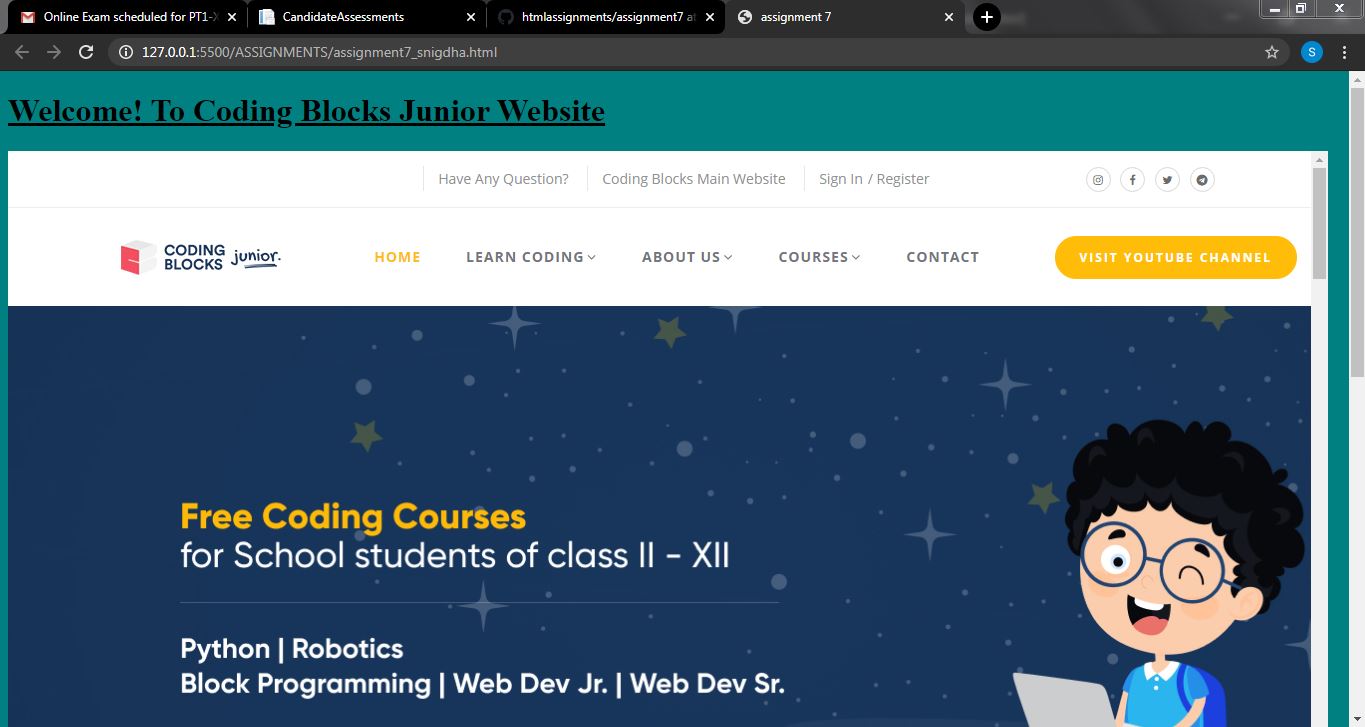 Online Exam scheduled for PT1-X
CandidateAssessments
htmlassignments/assignment7 at
assignment 7
127.0.0.1:5500/ASSIGNMENTS/assignment7_snigdha.html
S
Welcome! To Coding Blocks Junior Website
Have Any Question?
Coding Blocks Main Website
Sign In / Register
CODING BLOCKS junior.
HOME
LEARN CODING
ABOUT US
COURSES
CONTACT
VISIT YOUTUBE CHANNEL
Free Coding Courses
for School students of class II - XII
Python | Robotics
Block Programming | Web Dev Jr. | Web Dev Sr.